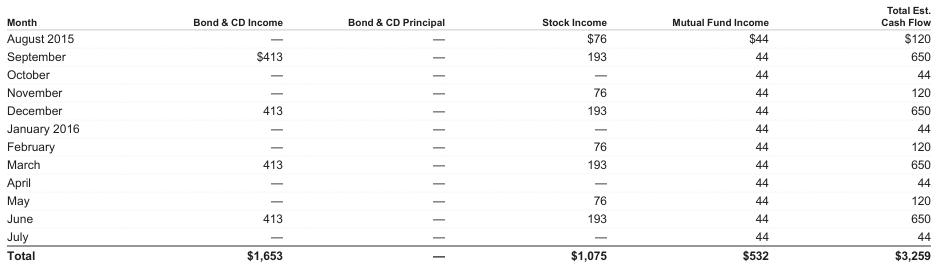 Total Est.
Month Bond & CD Income Bond & CD Principal Stock Income Mutual Fund Income Cash Flow
August 2015 — — $76 $44 $120
September $413 — 193 44 650
October — — — 44 44
November — — 76 44 120
December 413 — 193 44 650
January 2016 — — — 44 44
February — — 76 44 120
March 413 — 193 44 650
April — — — 44 44
May — — 76 44 120
June 413 — 193 44 650
July — — — 44 44
Total $1,653 — $1,075 $532 $3,259